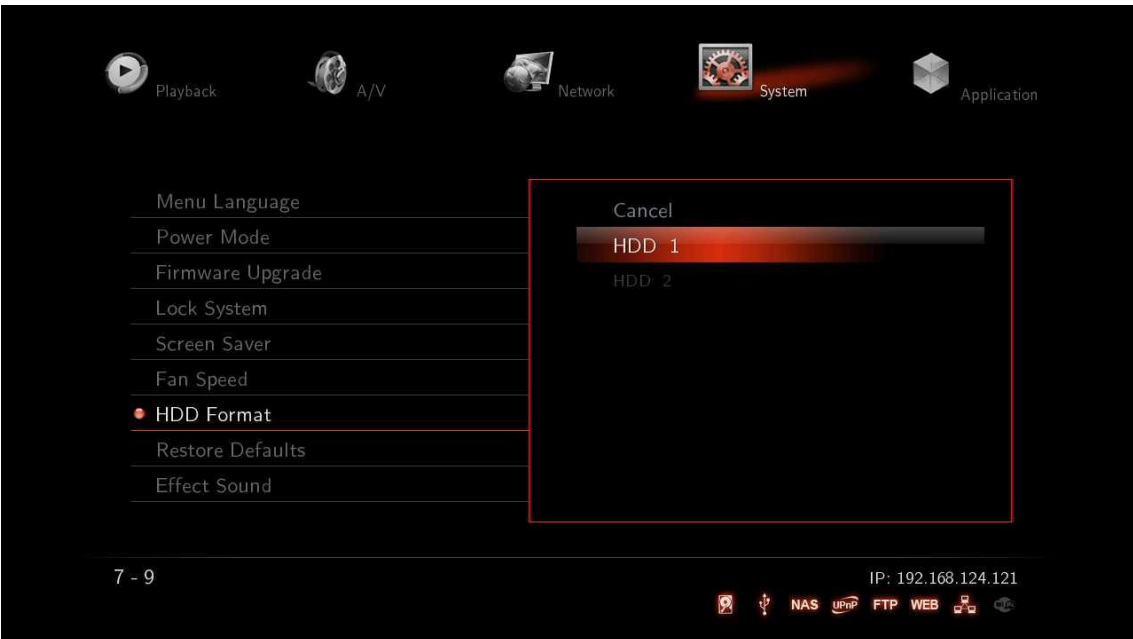 Playback
A/V
Network
System
Application
Menu Language
Power Mode
Firmware Upgrade
Lock System
Screen Saver
Fan Speed
HDD Format
Restore Defaults
Effect Sound
Cancel
HDD 1
HDD 2
7 - 9
IP: 192.168.124.121
NAS UPnP FTP WEB